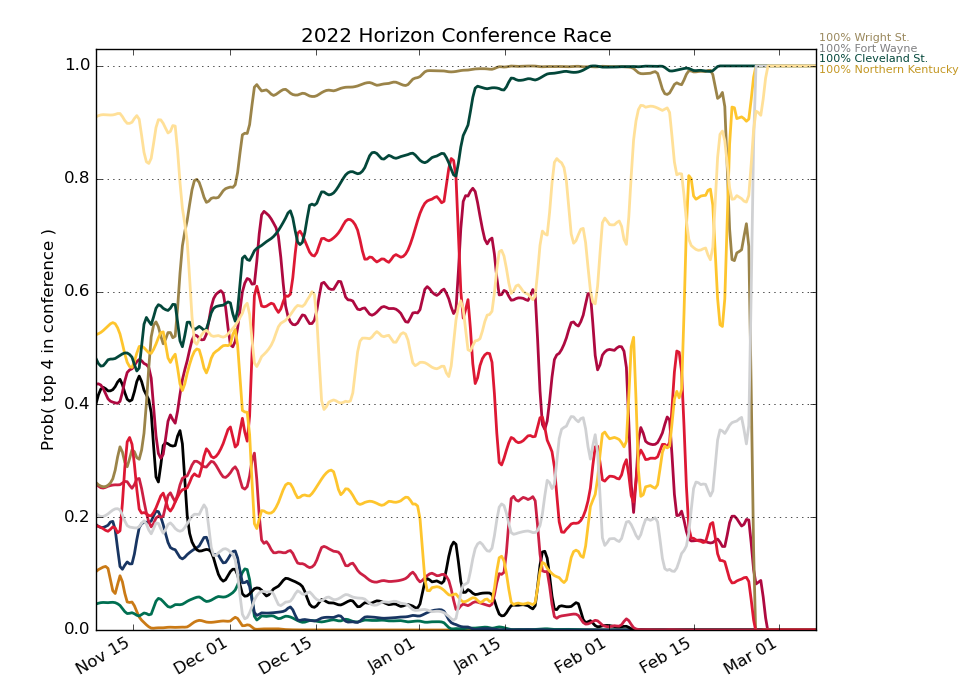 2022 Horizon Conference Race
100% Wright St.
100% Fort Wayne
100% Cleveland St.
100% Northern Kentucky
Prob( top 4 in conference )
1.0
0.8
0.6
0.4
0.2
0.0
Nov 15
Dec 01
Dec 15
Jan 01
Jan 15
Feb 01
Feb 15
Mar 01